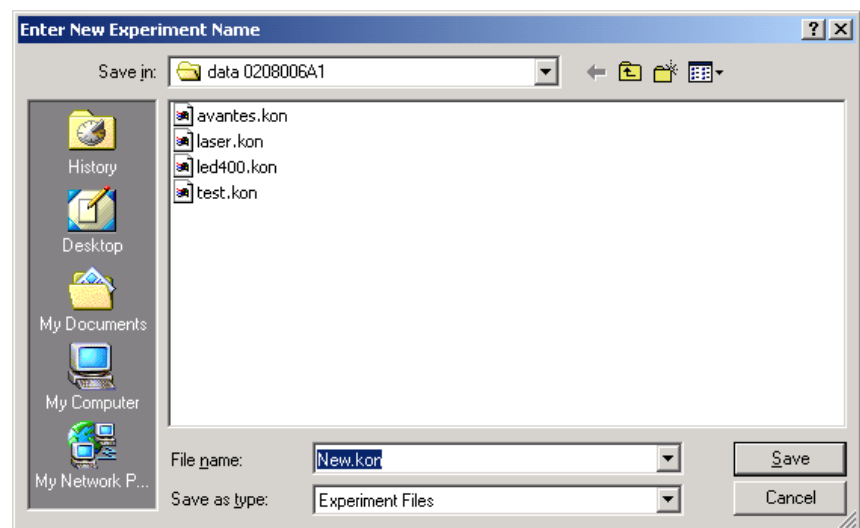 Enter New Experiment Name
Save in: data 0208006A1
avantes.kon
laser.kon
led400.kon
test.kon
History
Desktop
My Documents
My Computer
My Network P...
File name: New.kon Save
Save as type: Experiment Files Cancel